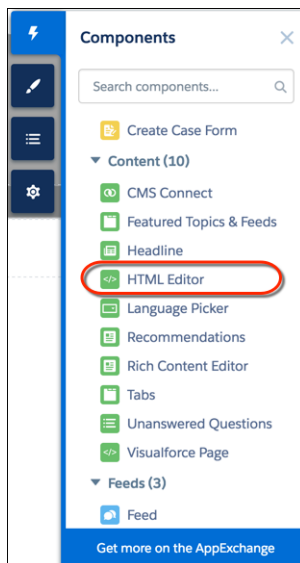 Components
Search components...
Create Case Form
Content (10)
CMS Connect
Featured Topics & Feeds
Headline
HTML Editor
Language Picker
Recommendations
Rich Content Editor
Tabs
Unanswered Questions
Visualforce Page
Feeds (3)
Feed
Get more on the AppExchange